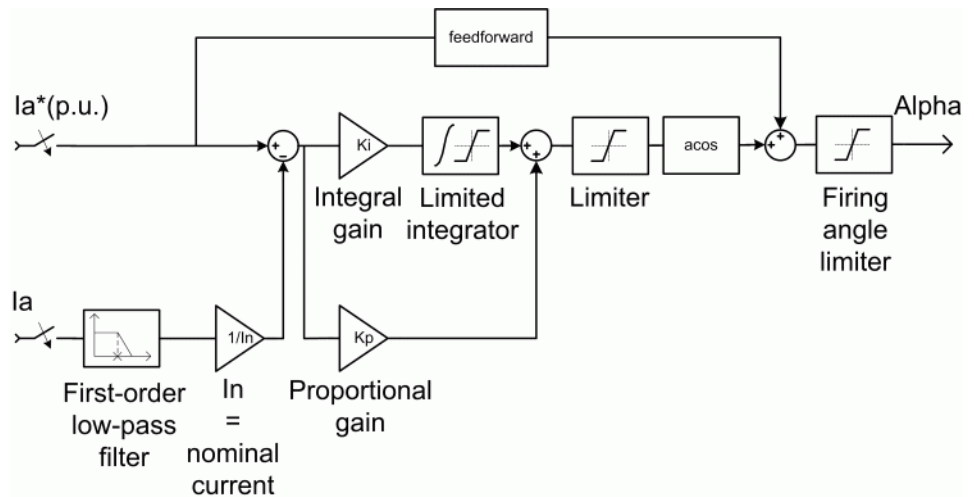 feedforward
Ia*(p.u.)
Alpha
+
−
Ki
+
+
acos
+
+
Integral
gain
Limited
integrator
Limiter
Firing
angle
limiter
Ia
1/In
Kp
First-order
low-pass
filter
In
=
nominal
current
Proportional
gain